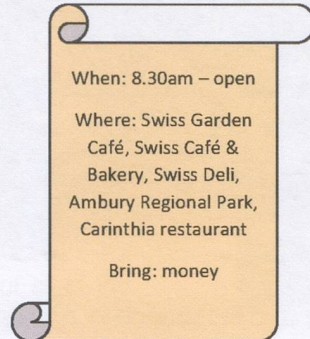 When: 8.30am – open
Where: Swiss Garden
Café, Swiss Café &
Bakery, Swiss Deli,
Ambury Regional Park,
Carinthia restaurant
Bring: money